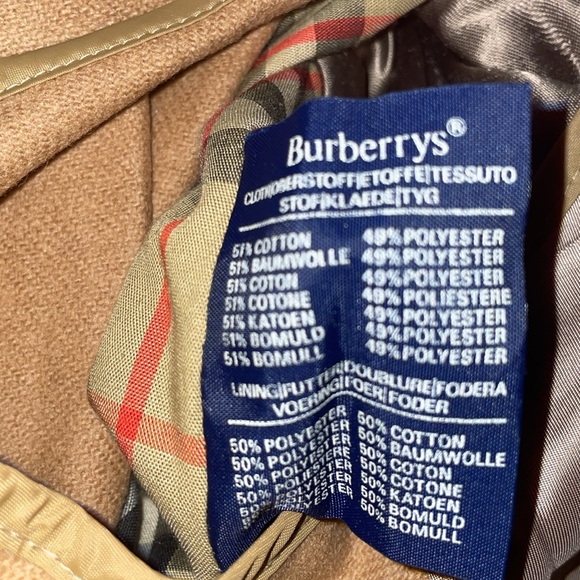 Burberrys®
CLOTH|OBERSTOFF|ETOFFE|TESSUTO
STOF|KLAEDE|TYG
51% COTTON 49% POLYESTER
51% BAUMWOLLE 49% POLYESTER
51% COTON 49% POLYESTER
51% COTONE 49% POLIESTERE
51% KATOEN 49% POLYESTER
51% BOMULD 49% POLYESTER
51% BOMULL 49% POLYESTER
LINING|FUTTER|DOUBLURE|FODERA
VOERING|FOER|FODER
50% POLYESTER 50% COTTON
50% POLYESTER 50% BAUMWOLLE
50% POLYESTER 50% COTON
50% POLIESTERE 50% COTONE
50% POLYESTER 50% KATOEN
50% POLYESTER 50% BOMULD
50% BOMULL